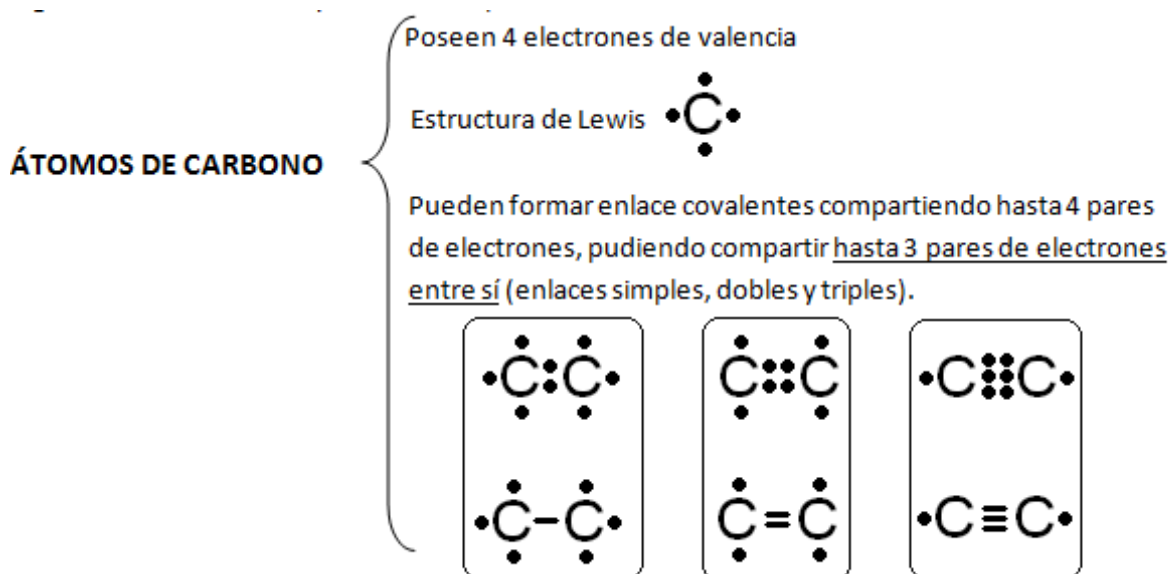 Poseen 4 electrones de valencia
Estructura de Lewis C
ÁTOMOS DE CARBONO
Pueden formar enlace covalentes compartiendo hasta 4 pares
de electrones, pudiendo compartir hasta 3 pares de electrones
entre sí (enlaces simples, dobles y triples).
C:C C::C C:::C
C–C C=C C≡C